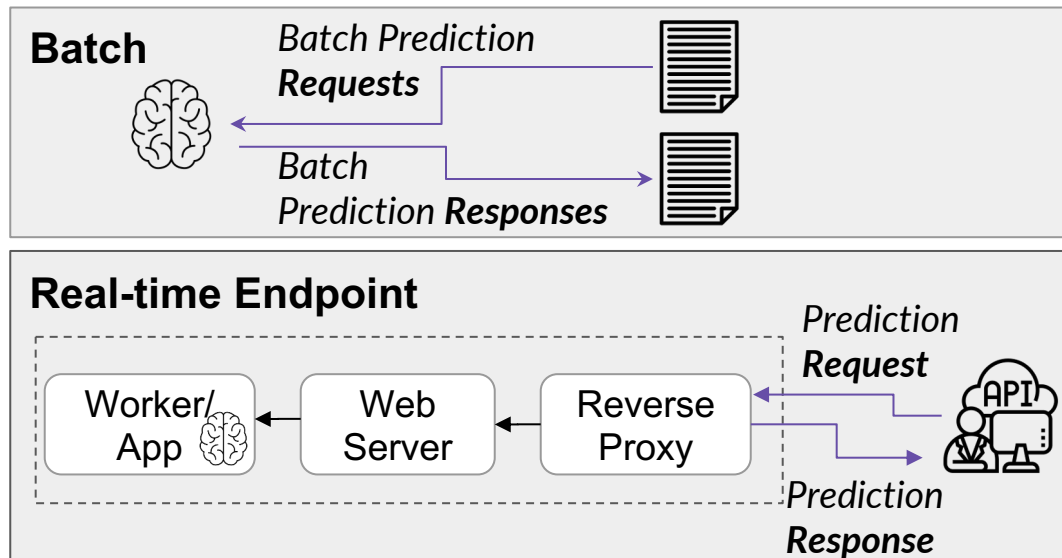 Batch
Batch Prediction
Requests
Batch
Prediction Responses
Real-time Endpoint
Prediction
Request
Worker/
App
Web
Server
Reverse
Proxy
API
Prediction
Response